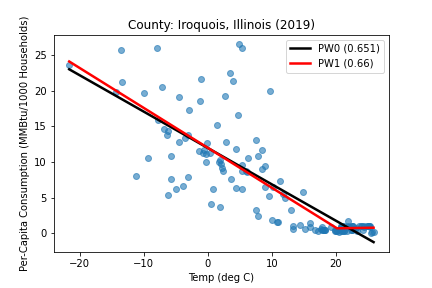 County: Iroquois, Illinois (2019)
Per-Capita Consumption (MMBtu/1000 Households)
25
20
15
10
5
0
PW0 (0.651)
PW1 (0.66)
−20 −10 0 10 20
Temp (deg C)